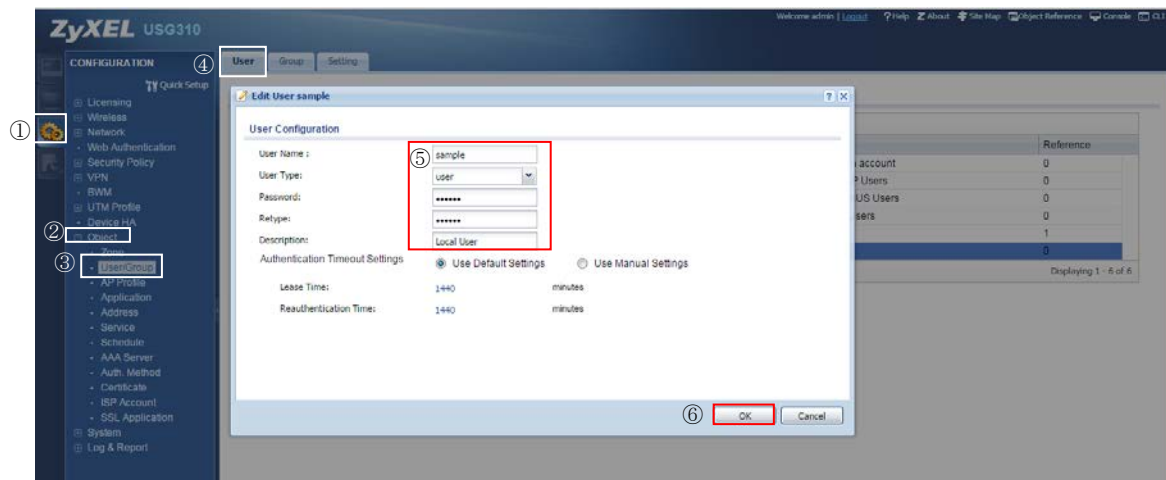 Welcome admin | Logout ?Help Z About Site Map Object Reference Console CLI
ZyXEL USG310
CONFIGURATION
④
User Group Setting
Quick Setup
Licensing
Wireless
①
Network
Web Authentication
Security Policy
VPN
BWM
UTM Profile
Device HA
②
Object
Zone
③
User/Group
AP Profile
Application
Address
Service
Schedule
AAA Server
Auth. Method
Certificate
ISP Account
SSL Application
System
Log & Report
Edit User sample ? X
User Configuration
⑤
User Name : sample
User Type: user
Password: ••••••
Retype: ••••••
Description: Local User
Authentication Timeout Settings Use Default Settings Use Manual Settings
Lease Time: 1440 minutes
Reauthentication Time: 1440 minutes
⑥ OK Cancel
Reference
account 0
P Users 0
US Users 0
sers 0
1
0
Displaying 1 - 6 of 6